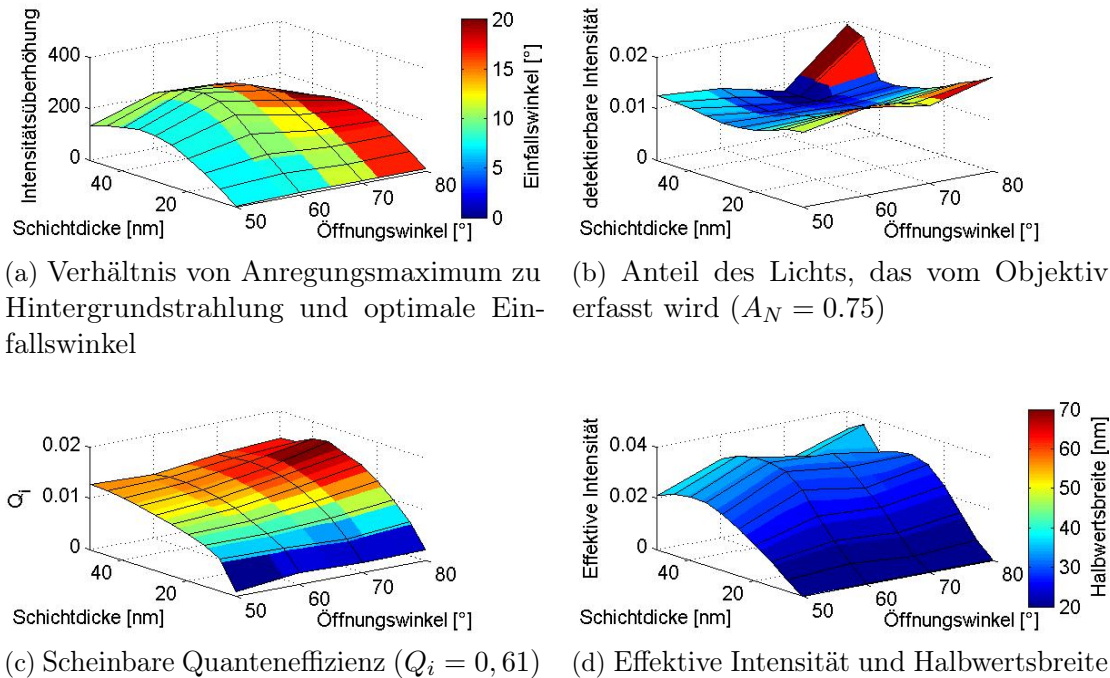 Intensitätsüberhöhung
400
200
0
40
20
Schichtdicke [nm]
50
60
70
80
Öffnungswinkel [°]
20
15
10
5
0
Einfallswinkel [°]
(a) Verhältnis von Anregungsmaximum zu
Hintergrundstrahlung und optimale Ein-
fallswinkel
detektierbare Intensität
0.02
0.01
0
40
20
Schichtdicke [nm]
50
60
70
80
Öffnungswinkel [°]
(b) Anteil des Lichts, das vom Objektiv
erfasst wird (A_N = 0.75)
Q_i
0.02
0.01
0
40
20
Schichtdicke [nm]
50
60
70
80
Öffnungswinkel [°]
(c) Scheinbare Quanteneffizienz (Q_i = 0, 61)
Effektive Intensität
0.04
0.02
0
40
20
Schichtdicke [nm]
50
60
70
80
Öffnungswinkel [°]
70
60
50
40
30
20
Halbwertsbreite [nm]
(d) Effektive Intensität und Halbwertsbreite